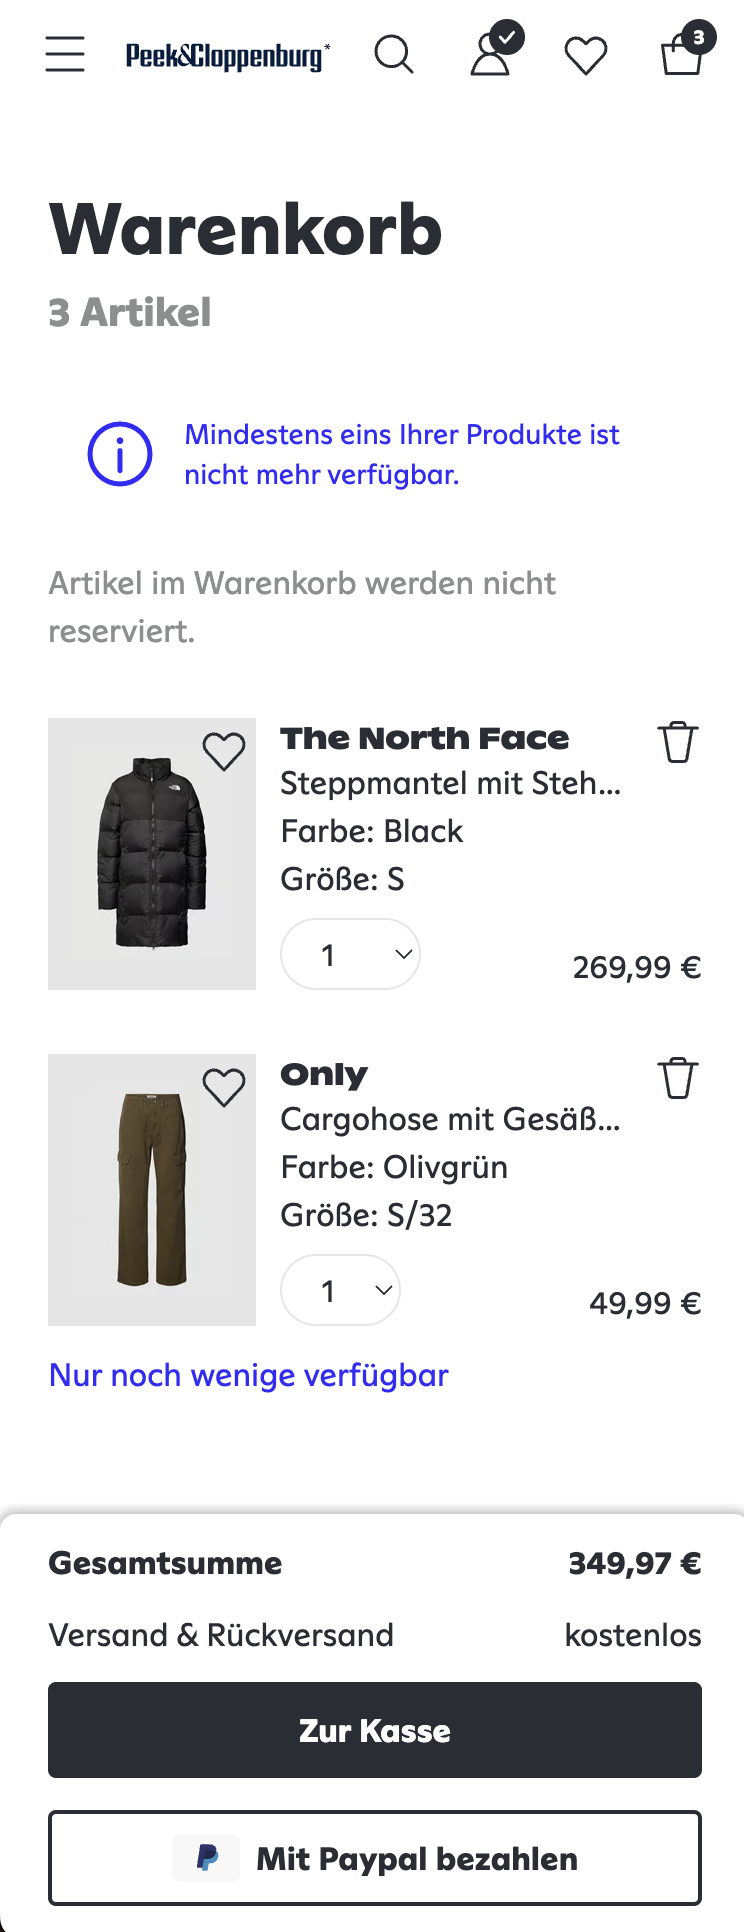 Peek&Cloppenburg*
3
Warenkorb
3 Artikel
Mindestens eins Ihrer Produkte ist
nicht mehr verfügbar.
Artikel im Warenkorb werden nicht
reserviert.
The North Face
Steppmantel mit Steh...
Farbe: Black
Größe: S
1
269,99 €
Only
Cargohose mit Gesäß...
Farbe: Olivgrün
Größe: S/32
1
49,99 €
Nur noch wenige verfügbar
Gesamtsumme 349,97 €
Versand & Rückversand kostenlos
Zur Kasse
Mit Paypal bezahlen